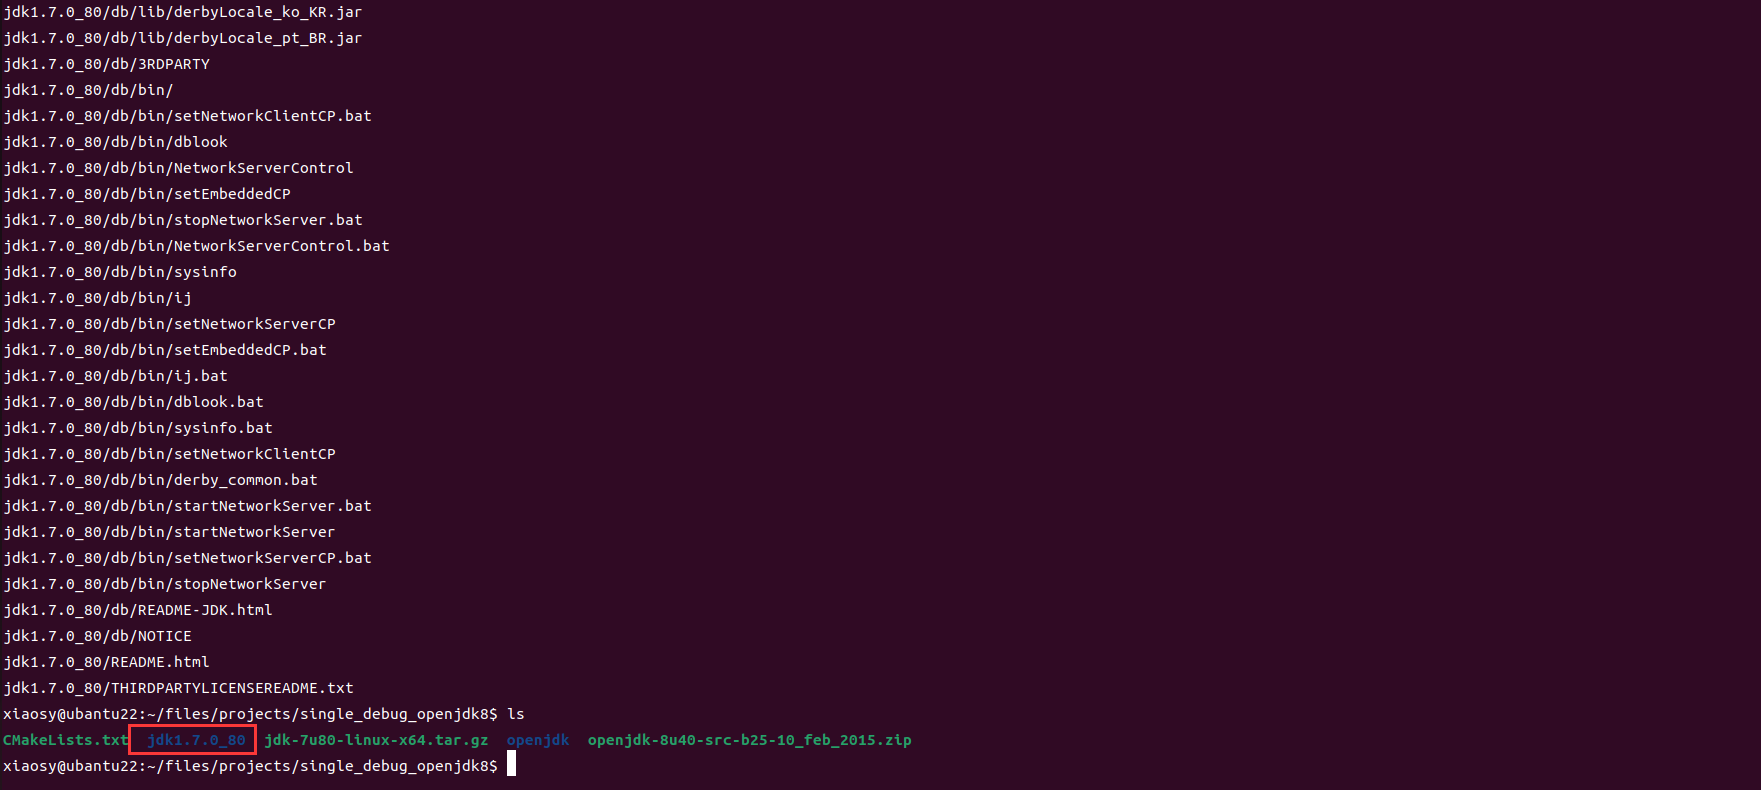 jdk1.7.0_80/db/lib/derbyLocale_ko_KR.jar
jdk1.7.0_80/db/lib/derbyLocale_pt_BR.jar
jdk1.7.0_80/db/3RDPARTY
jdk1.7.0_80/db/bin/
jdk1.7.0_80/db/bin/setNetworkClientCP.bat
jdk1.7.0_80/db/bin/dblook
jdk1.7.0_80/db/bin/NetworkServerControl
jdk1.7.0_80/db/bin/setEmbeddedCP
jdk1.7.0_80/db/bin/stopNetworkServer.bat
jdk1.7.0_80/db/bin/NetworkServerControl.bat
jdk1.7.0_80/db/bin/sysinfo
jdk1.7.0_80/db/bin/ij
jdk1.7.0_80/db/bin/setNetworkServerCP
jdk1.7.0_80/db/bin/setEmbeddedCP.bat
jdk1.7.0_80/db/bin/ij.bat
jdk1.7.0_80/db/bin/dblook.bat
jdk1.7.0_80/db/bin/sysinfo.bat
jdk1.7.0_80/db/bin/setNetworkClientCP
jdk1.7.0_80/db/bin/derby_common.bat
jdk1.7.0_80/db/bin/startNetworkServer.bat
jdk1.7.0_80/db/bin/startNetworkServer
jdk1.7.0_80/db/bin/setNetworkServerCP.bat
jdk1.7.0_80/db/bin/stopNetworkServer
jdk1.7.0_80/db/README-JDK.html
jdk1.7.0_80/db/NOTICE
jdk1.7.0_80/README.html
jdk1.7.0_80/THIRDPARTYLICENSEREADME.txt
xiaosy@ubantu22:~/files/projects/single_debug_openjdk8$ ls
CMakeLists.txt  jdk1.7.0_80  jdk-7u80-linux-x64.tar.gz  openjdk  openjdk-8u40-src-b25-10_feb_2015.zip
xiaosy@ubantu22:~/files/projects/single_debug_openjdk8$